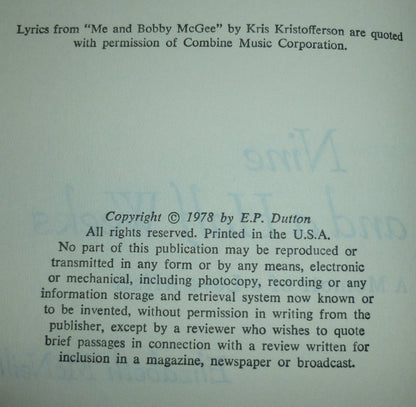 Lyrics from "Me and Bobby McGee" by Kris Kristofferson are quoted
with permission of Combine Music Corporation.
Nine
and
Weeks
Copyright © 1978 by E.P. Dutton
All rights reserved. Printed in the U.S.A.
No part of this publication may be reproduced or
transmitted in any form or by any means, electronic
or mechanical, including photocopy, recording or any
information storage and retrieval system now known or
to be invented, without permission in writing from the
publisher, except by a reviewer who wishes to quote
brief passages in connection with a review written for
inclusion in a magazine, newspaper or broadcast.